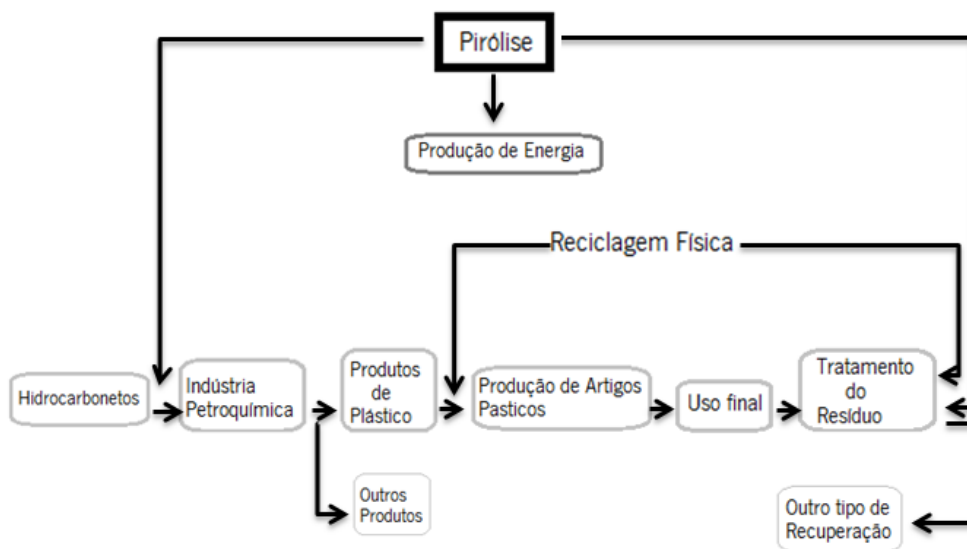 Pirólise
Produção de Energia
Reciclagem Física
Hidrocarbonetos
Indústria
Petroquímica
Produtos
de
Plástico
Produção de Artigos
Pasticos
Uso final
Tratamento
do
Resíduo
Outros
Produtos
Outro tipo de
Recuperação